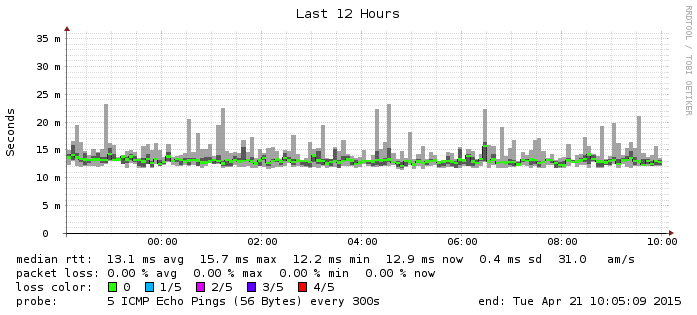 Last 12 Hours
RRDTOOL / TOBI OETIKER
Seconds
35 m
30 m
25 m
20 m
15 m
10 m
5 m
0
00:00 02:00 04:00 06:00 08:00 10:00
median rtt: 13.1 ms avg 15.7 ms max 12.2 ms min 12.9 ms now 0.4 ms sd 31.0 am/s
packet loss: 0.00 % avg 0.00 % max 0.00 % min 0.00 % now
loss color: 0 1/5 2/5 3/5 4/5
probe: 5 ICMP Echo Pings (56 Bytes) every 300s end: Tue Apr 21 10:05:09 2015